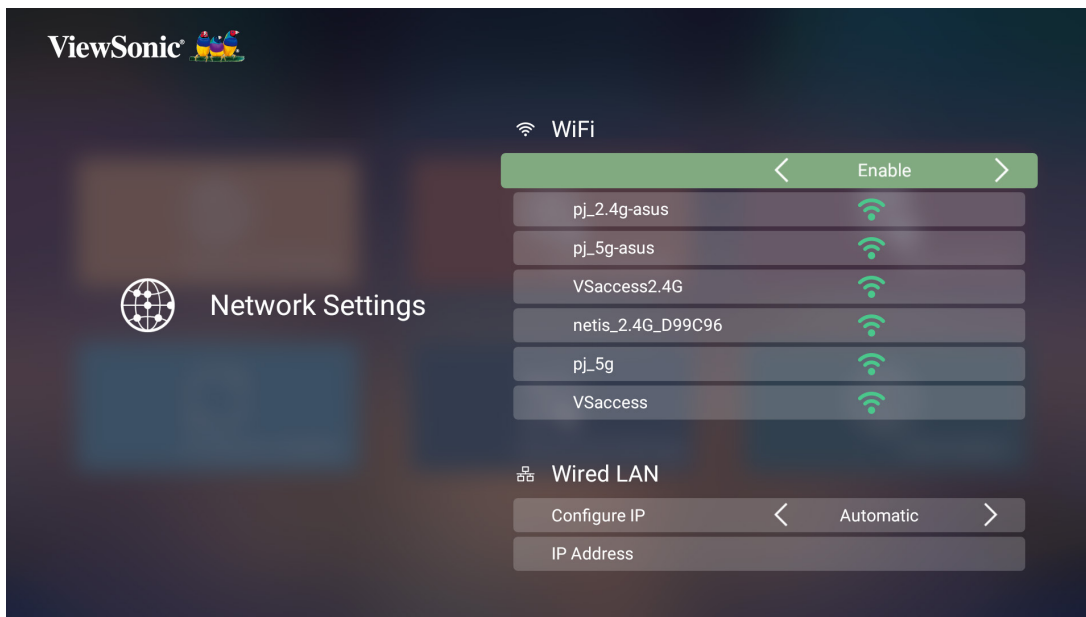 ViewSonic®
WiFi
Enable
pj_2.4g-asus
pj_5g-asus
VSaccess2.4G
Network Settings
netis_2.4G_D99C96
pj_5g
VSaccess
Wired LAN
Configure IP Automatic
IP Address